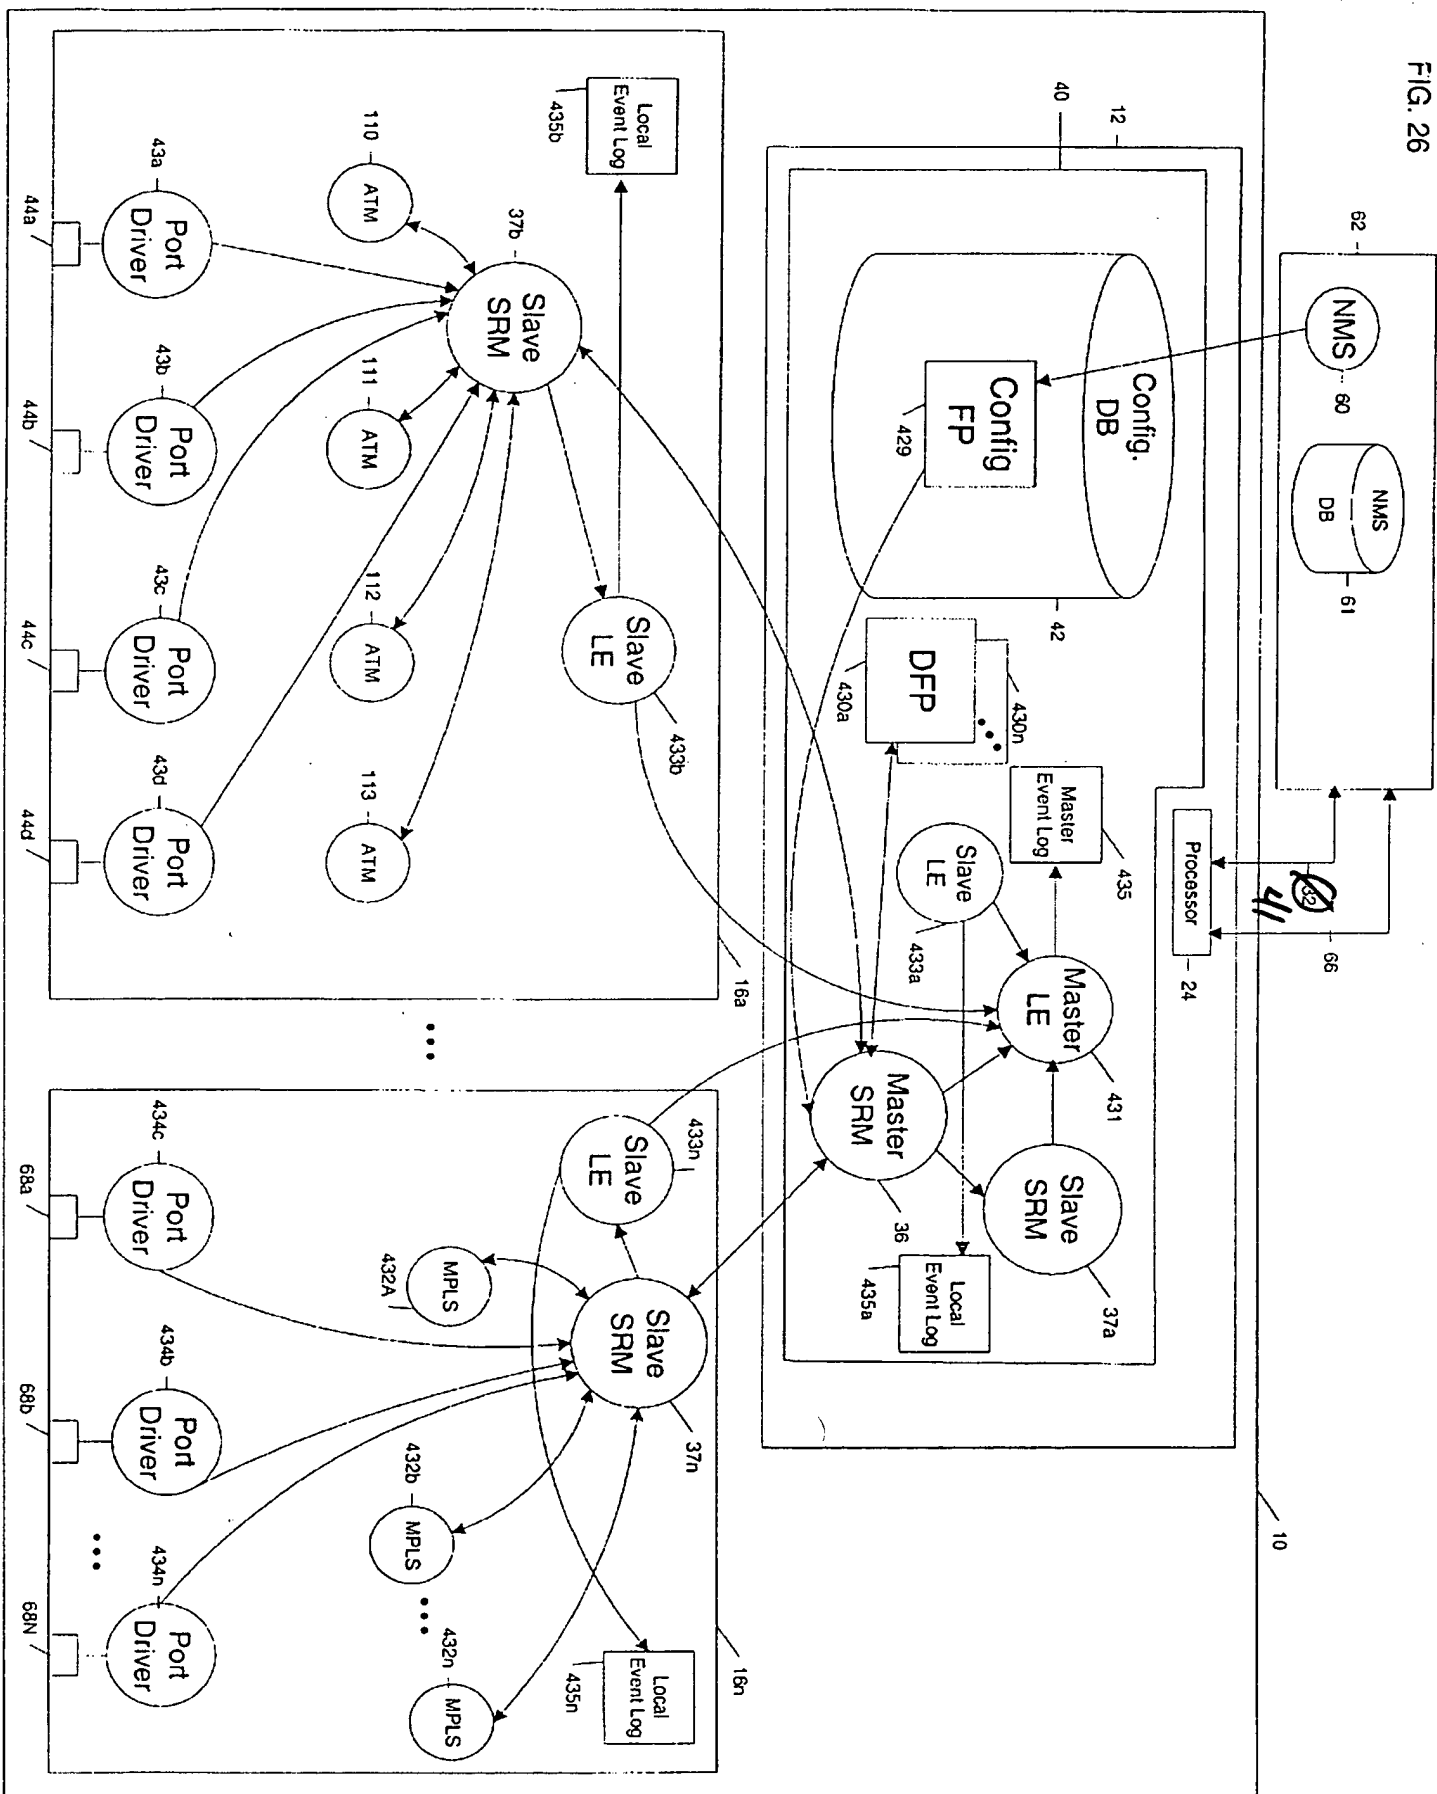 FIG. 26
62
NMS
60
NMS
DB
61
32
41
66
10
12
40
Config.
DB
Config
FP
429
42
DFP
430a
430n
Processor
24
Master
Event Log
435
Slave
LE
433a
Master
LE
431
Master
SRM
36
Slave
SRM
37a
Local
Event Log
435a
Local
Event Log
435b
110
ATM
37b
Slave
SRM
111
ATM
112
ATM
113
ATM
Slave
LE
433b
16a
43a
Port
Driver
44a
43b
Port
Driver
44b
43c
Port
Driver
44c
43d
Port
Driver
44d
433n
Slave
LE
Slave
SRM
37n
MPLS
432A
432b
MPLS
432n
MPLS
Local
Event Log
435n
16n
434c
Port
Driver
68a
434b
Port
Driver
68b
434n
Port
Driver
68N